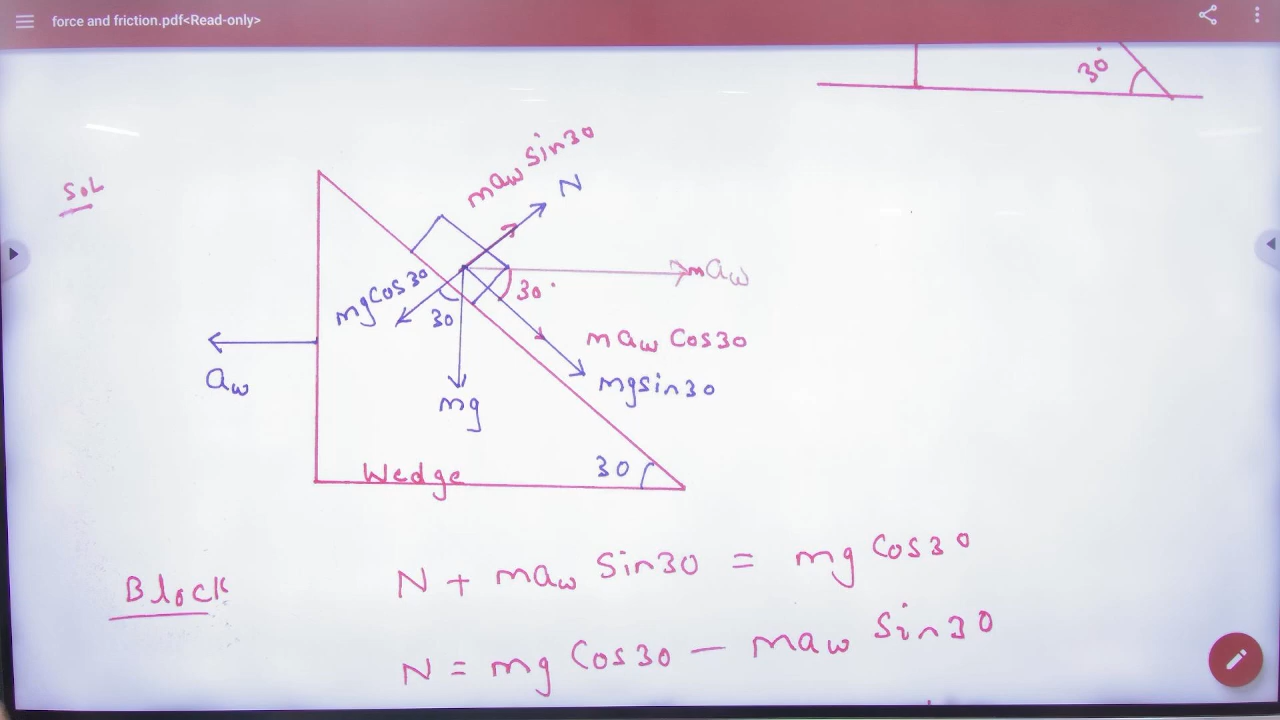 force and friction.pdf<Read-only>
30°
Sol
maw sin30
N
maw
mgcos30
30
30°
maw Cos30
mgsin30
aw
mg
Wedge
30
Block
N + maw Sin30 = mg Cos30
N = mg Cos30 - maw Sin30